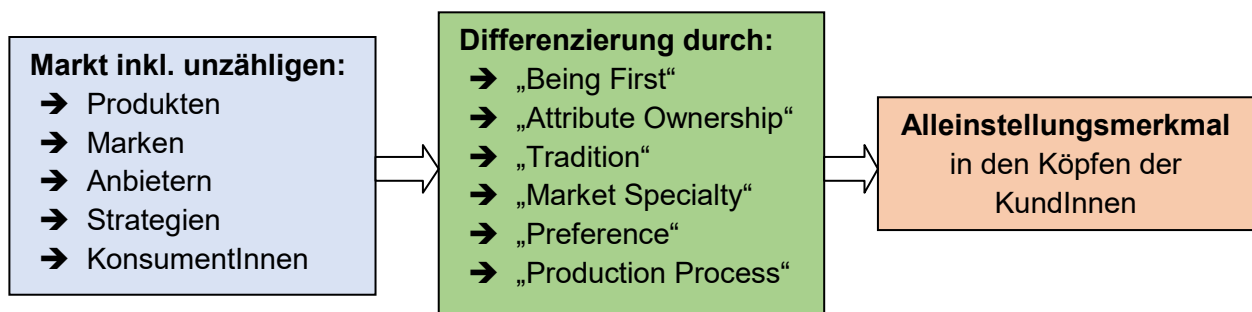 Markt inkl. unzähligen:
➔ Produkten
➔ Marken
➔ Anbietern
➔ Strategien
➔ KonsumentInnen
Differenzierung durch:
➔ „Being First“
➔ „Attribute Ownership“
➔ „Tradition“
➔ „Market Specialty“
➔ „Preference“
➔ „Production Process“
Alleinstellungsmerkmal
in den Köpfen der
KundInnen